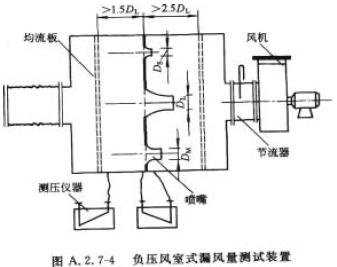 >1.5D_L
>2.5D_L
均流板
风机
D_S
D_L
D_M
节流器
测压仪器
喷嘴
图 A.2.7-4 负压风室式漏风量测试装置